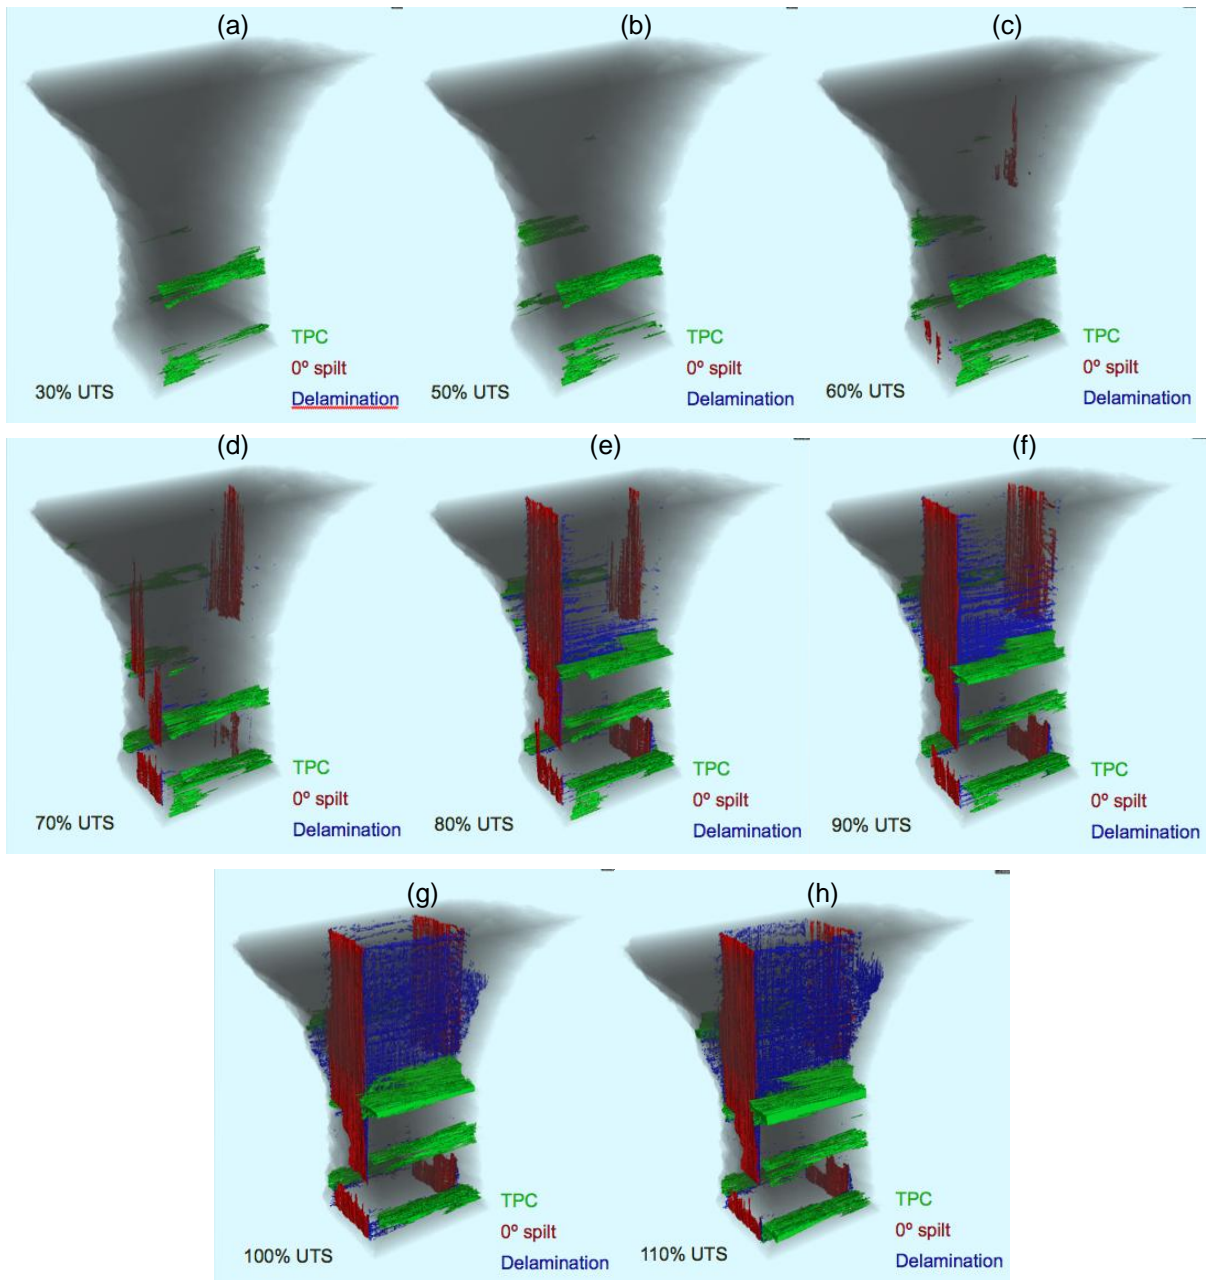 (a) (b) (c)
TPC TPC TPC
0º spilt 0º spilt 0º spilt
30% UTS Delamination 50% UTS Delamination 60% UTS Delamination
(d) (e) (f)
TPC TPC TPC
0º spilt 0º spilt 0º spilt
70% UTS Delamination 80% UTS Delamination 90% UTS Delamination
(g) (h)
TPC TPC
0º spilt 0º spilt
100% UTS Delamination 110% UTS Delamination